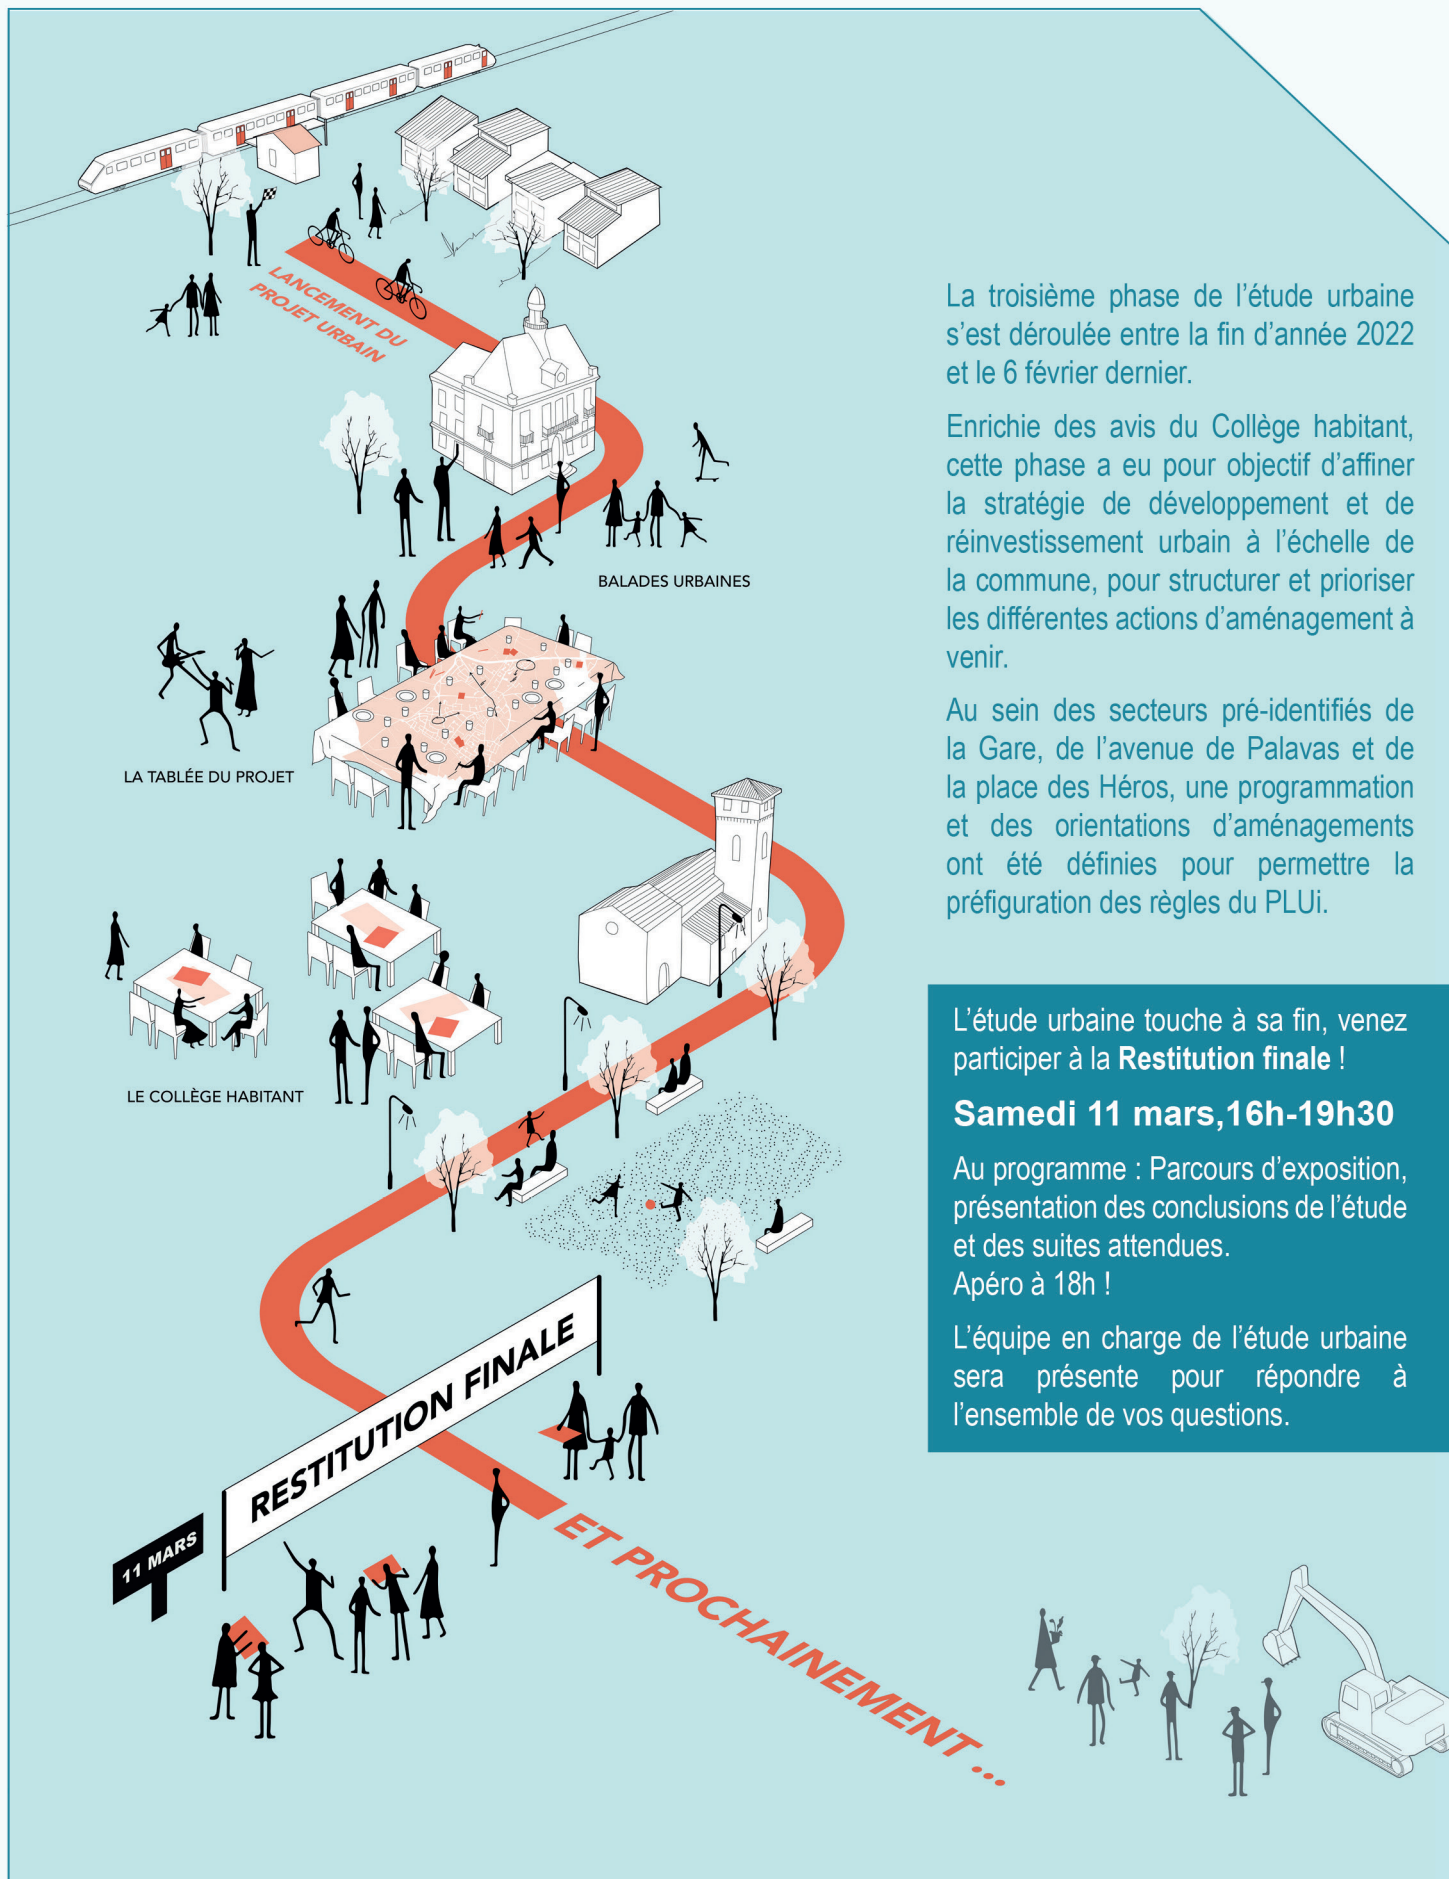 LANCEMENT DU
PROJET URBAIN
BALADES URBAINES
LA TABLÉE DU PROJET
LE COLLÈGE HABITANT
RESTITUTION FINALE
11 MARS
ET PROCHAINEMENT ...
La troisième phase de l’étude urbaine
s’est déroulée entre la fin d’année 2022
et le 6 février dernier.
Enrichie des avis du Collège habitant,
cette phase a eu pour objectif d’affiner
la stratégie de développement et de
réinvestissement urbain à l’échelle de
la commune, pour structurer et prioriser
les différentes actions d’aménagement à
venir.
Au sein des secteurs pré-identifiés de
la Gare, de l’avenue de Palavas et de
la place des Héros, une programmation
et des orientations d’aménagements
ont été définies pour permettre la
préfiguration des règles du PLUi.
L’étude urbaine touche à sa fin, venez
participer à la Restitution finale !
Samedi 11 mars,16h-19h30
Au programme : Parcours d’exposition,
présentation des conclusions de l’étude
et des suites attendues.
Apéro à 18h !
L’équipe en charge de l’étude urbaine
sera présente pour répondre à
l’ensemble de vos questions.